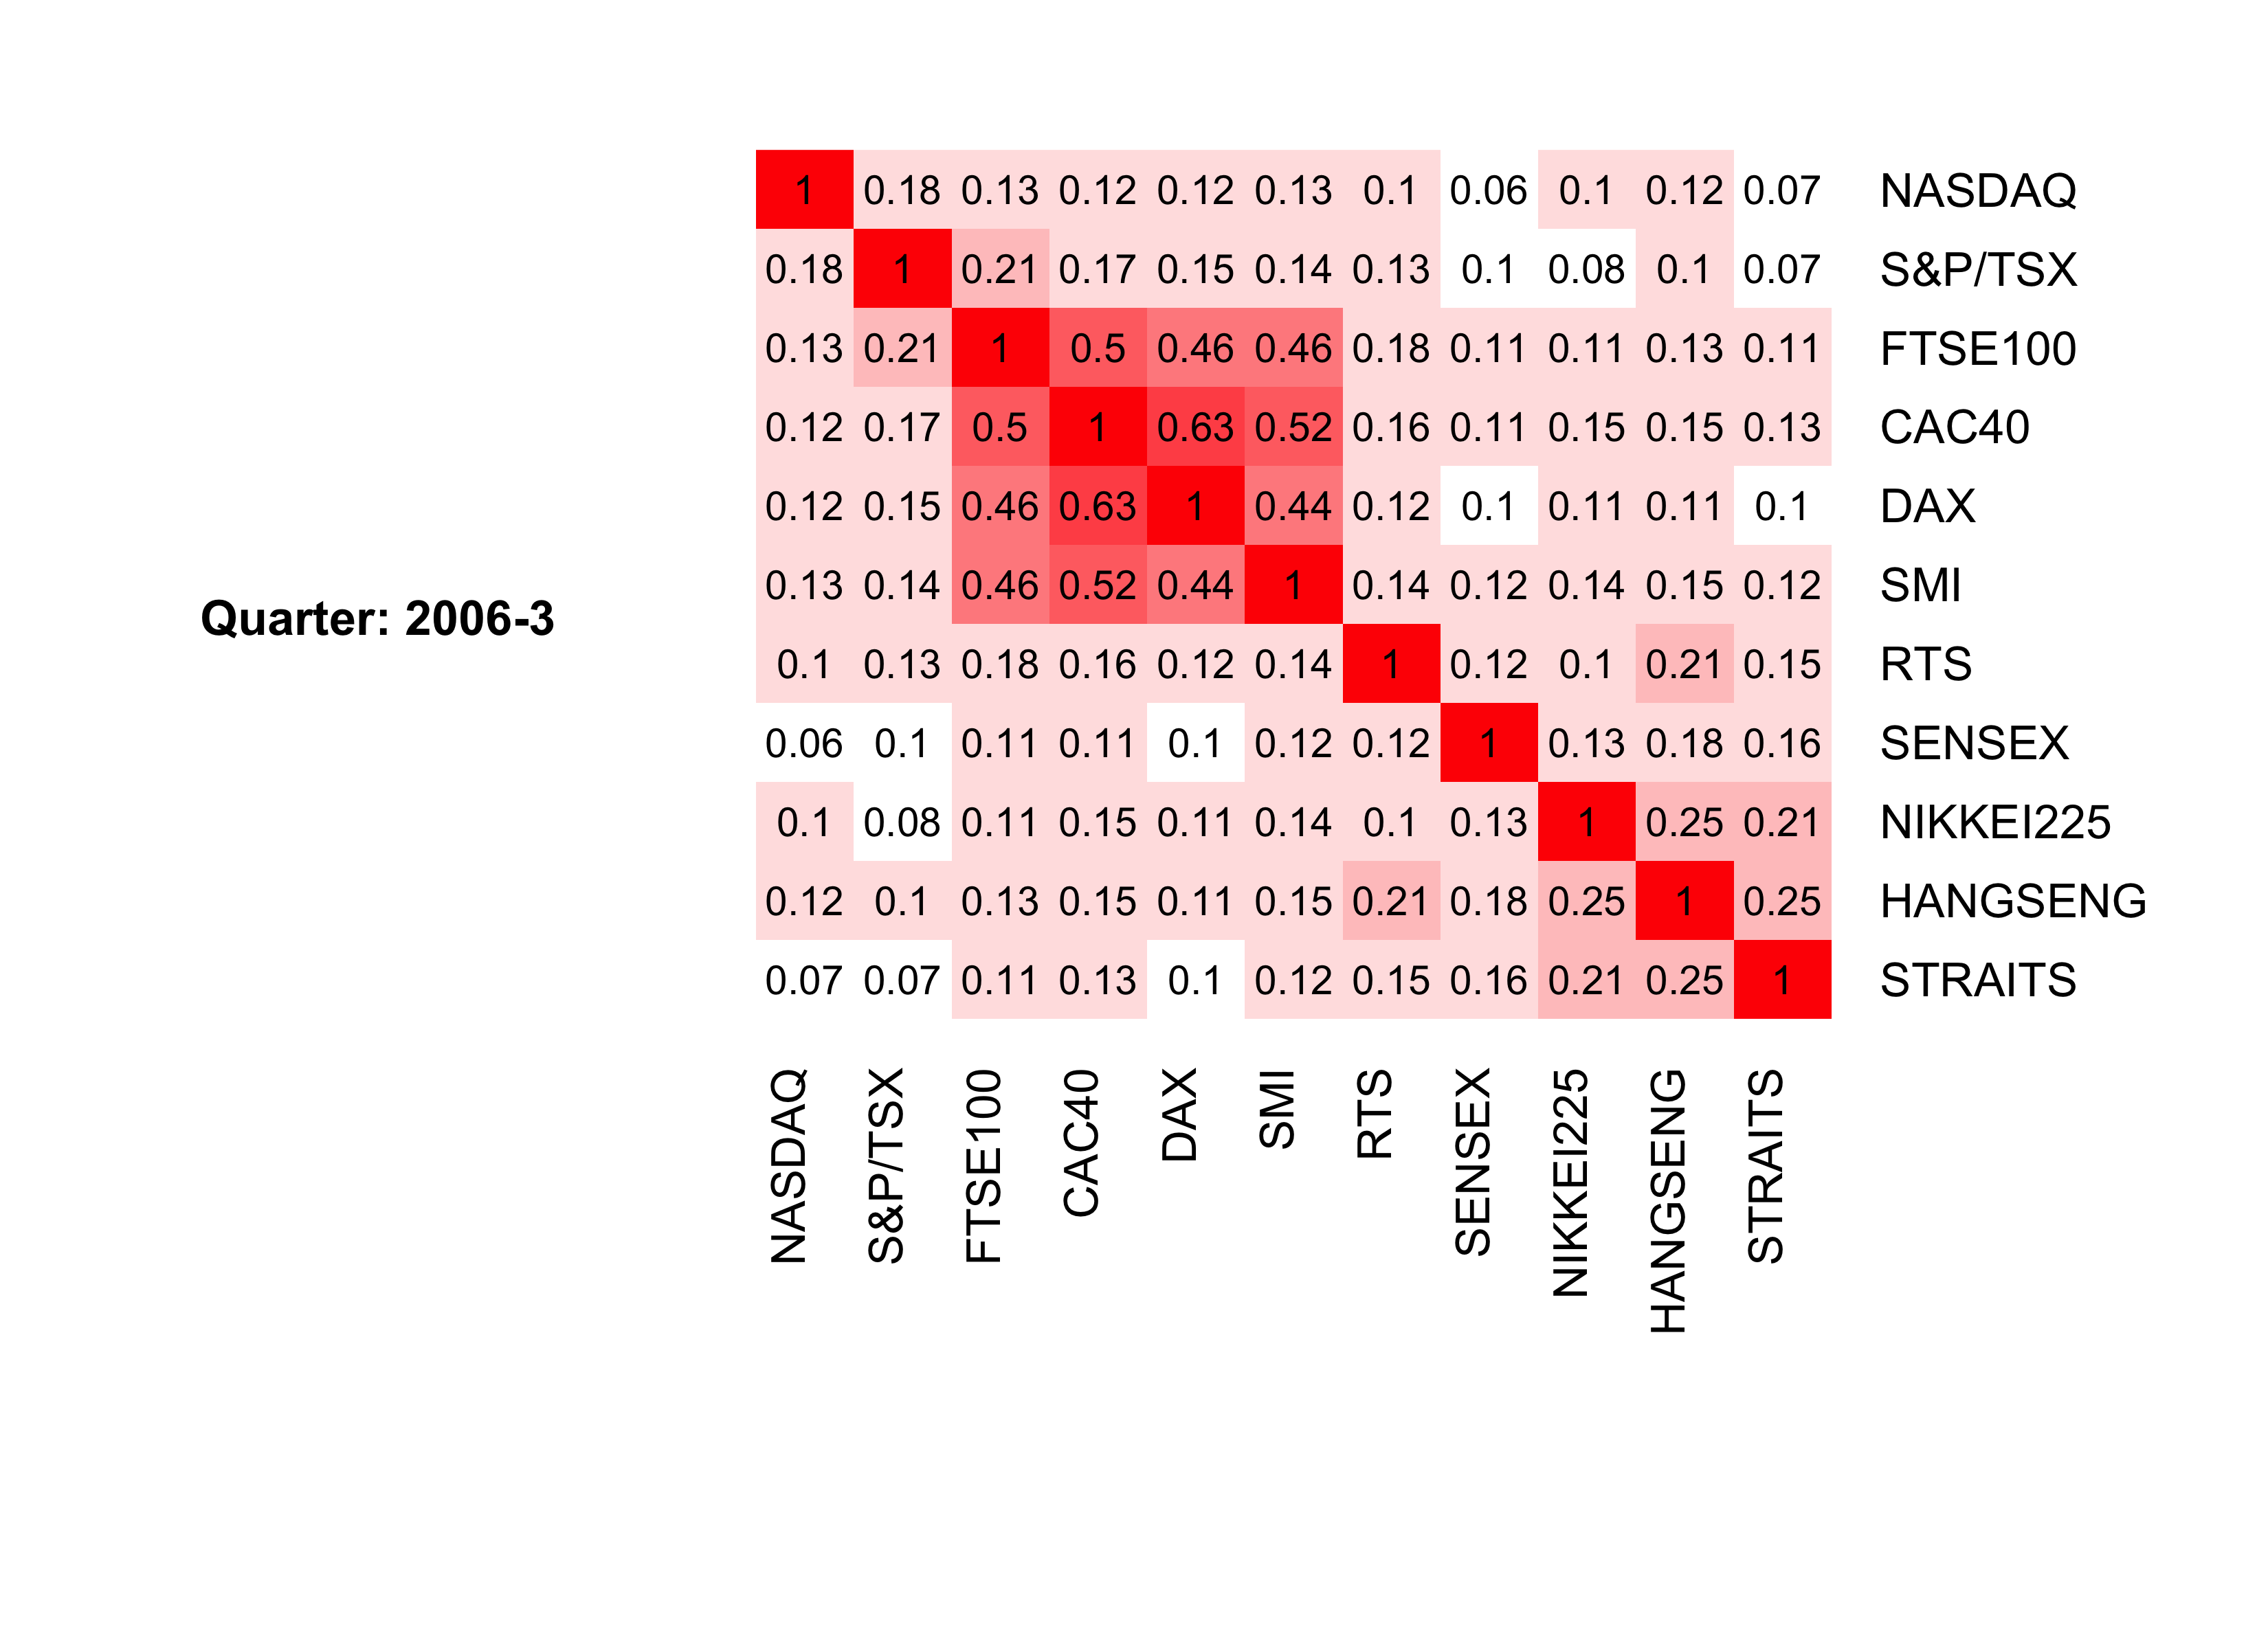 1 0.18 0.13 0.12 0.12 0.13 0.1 0.06 0.1 0.12 0.07 NASDAQ
0.18 1 0.21 0.17 0.15 0.14 0.13 0.1 0.08 0.1 0.07 S&P/TSX
0.13 0.21 1 0.5 0.46 0.46 0.18 0.11 0.11 0.13 0.11 FTSE100
0.12 0.17 0.5 1 0.63 0.52 0.16 0.11 0.15 0.15 0.13 CAC40
0.12 0.15 0.46 0.63 1 0.44 0.12 0.1 0.11 0.11 0.1 DAX
0.13 0.14 0.46 0.52 0.44 1 0.14 0.12 0.14 0.15 0.12 SMI
Quarter: 2006-3
0.1 0.13 0.18 0.16 0.12 0.14 1 0.12 0.1 0.21 0.15 RTS
0.06 0.1 0.11 0.11 0.1 0.12 0.12 1 0.13 0.18 0.16 SENSEX
0.1 0.08 0.11 0.15 0.11 0.14 0.1 0.13 1 0.25 0.21 NIKKEI225
0.12 0.1 0.13 0.15 0.11 0.15 0.21 0.18 0.25 1 0.25 HANGSENG
0.07 0.07 0.11 0.13 0.1 0.12 0.15 0.16 0.21 0.25 1 STRAITS
NASDAQ
S&P/TSX
FTSE100
CAC40
DAX
SMI
RTS
SENSEX
NIKKEI225
HANGSENG
STRAITS